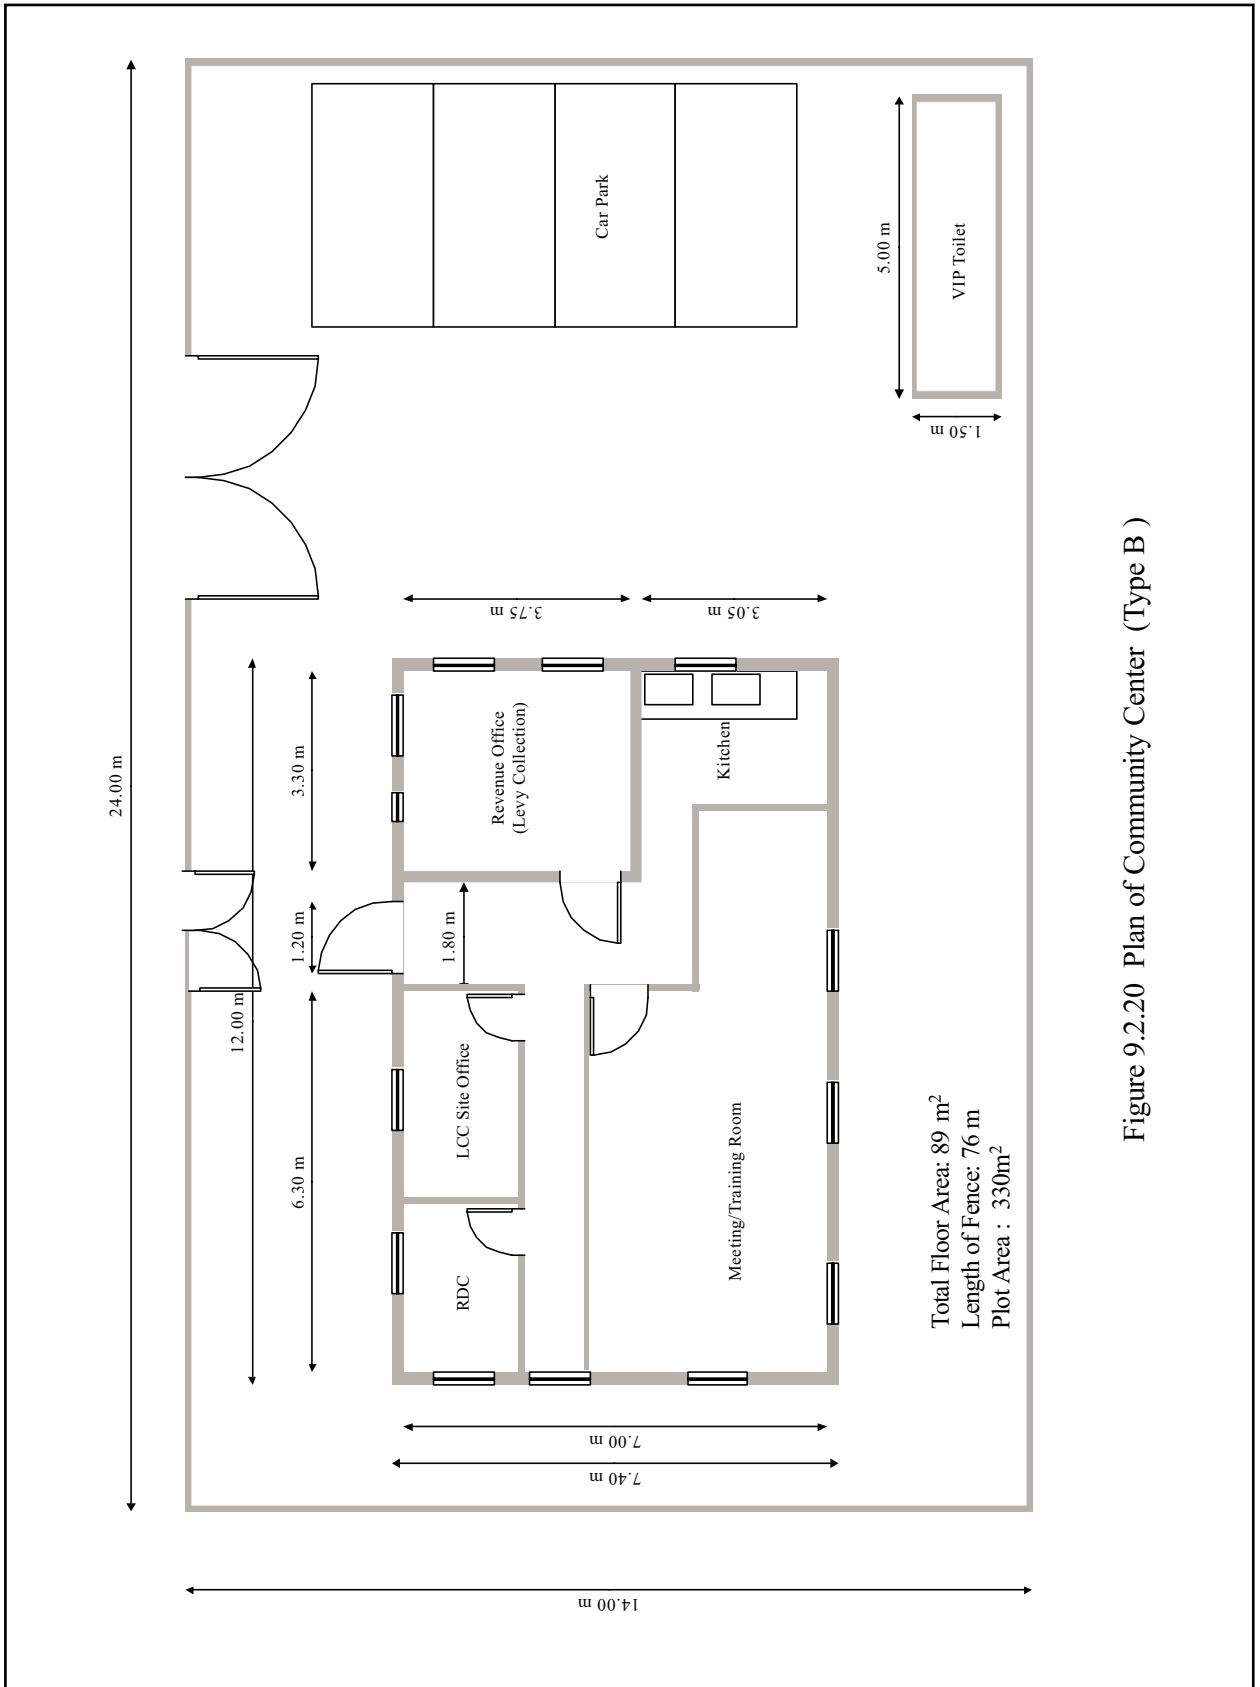 24.00 m
12.00 m
6.30 m
1.20 m
3.30 m
1.80 m
RDC
LCC Site Office
Revenue Office
(Levy Collection)
Kitchen
Meeting/Training Room
Car Park
VIP Toilet
5.00 m
1.50 m
3.75 m
3.05 m
7.00 m
7.40 m
14.00 m
Total Floor Area: 89 m²
Length of Fence: 76 m
Plot Area : 330m²
Figure 9.2.20 Plan of Community Center (Type B )